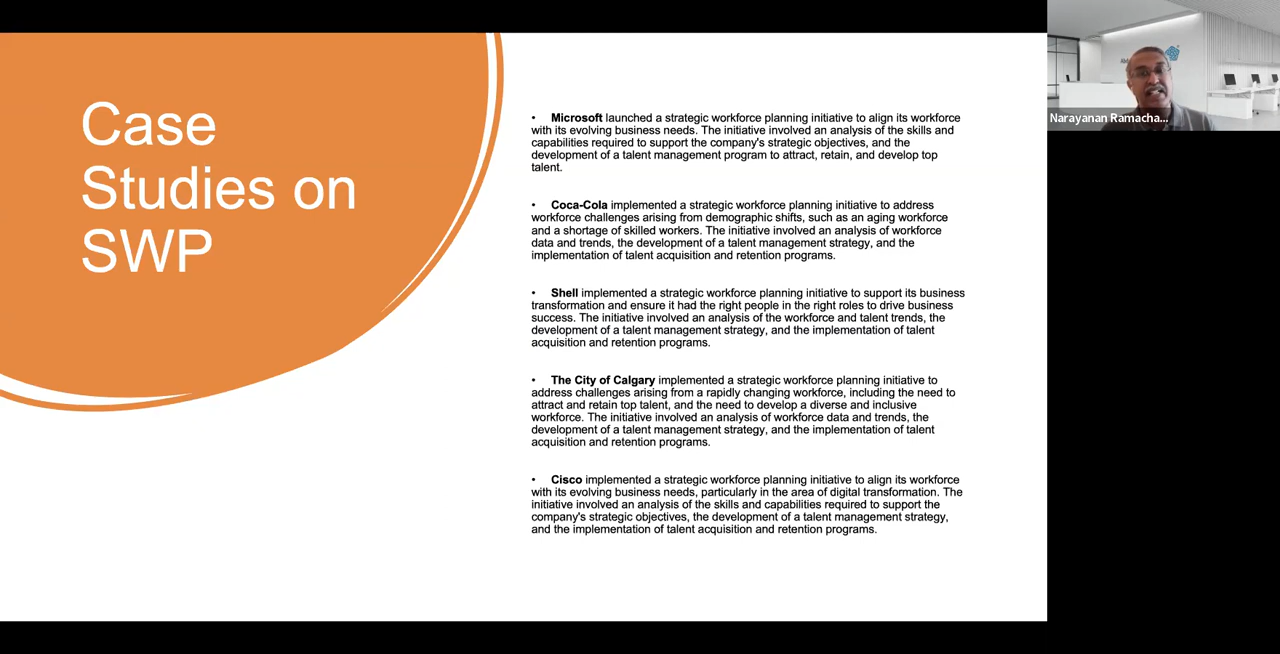 Case
Studies on
SWP
• Microsoft launched a strategic workforce planning initiative to align its workforce
with its evolving business needs. The initiative involved an analysis of the skills and
capabilities required to support the company's strategic objectives, and the
development of a talent management program to attract, retain, and develop top
talent.
• Coca-Cola implemented a strategic workforce planning initiative to address
workforce challenges arising from demographic shifts, such as an aging workforce
and a shortage of skilled workers. The initiative involved an analysis of workforce
data and trends, the development of a talent management strategy, and the
implementation of talent acquisition and retention programs.
• Shell implemented a strategic workforce planning initiative to support its business
transformation and ensure it had the right people in the right roles to drive business
success. The initiative involved an analysis of the workforce and talent trends, the
development of a talent management strategy, and the implementation of talent
acquisition and retention programs.
• The City of Calgary implemented a strategic workforce planning initiative to
address challenges arising from a rapidly changing workforce, including the need to
attract and retain top talent, and the need to develop a diverse and inclusive
workforce. The initiative involved an analysis of workforce data and trends, the
development of a talent management strategy, and the implementation of talent
acquisition and retention programs.
• Cisco implemented a strategic workforce planning initiative to align its workforce
with its evolving business needs, particularly in the area of digital transformation. The
initiative involved an analysis of the skills and capabilities required to support the
company's strategic objectives, the development of a talent management strategy,
and the implementation of talent acquisition and retention programs.
Narayanan Ramacha...